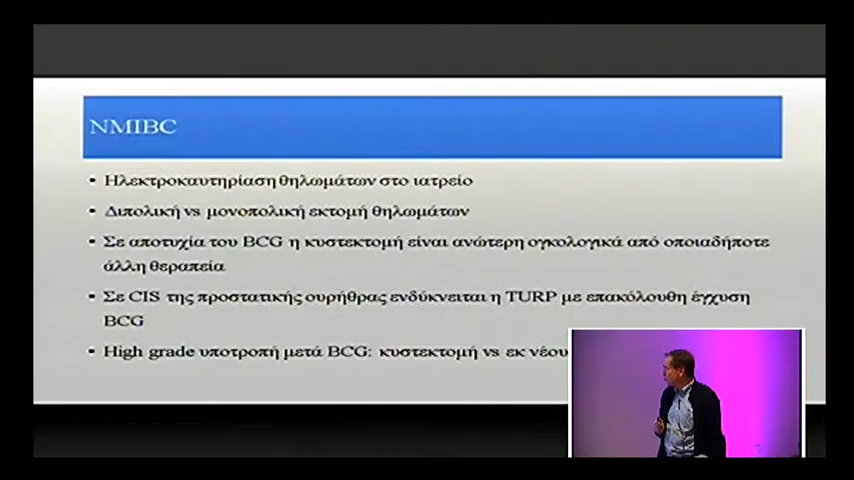 NMIBC
• Ηλεκτροκαυτηρίαση θηλωμάτων στο ιατρείο
• Διπολική vs μονοπολική εκτομή θηλωμάτων
• Σε αποτυχία του BCG η κυστεκτομή είναι ανώτερη ογκολογικά από οποιαδήποτε
άλλη θεραπεία
• Σε CIS της προστατικής ουρήθρας ενδύκνειται η TURP με επακόλουθη έγχυση
BCG
• High grade υποτροπή μετά BCG: κυστεκτομή vs εκ νέου